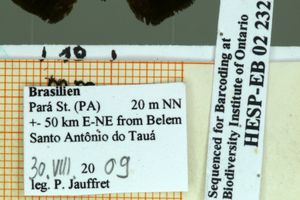 10
Brasilien
Pará St. (PA) 20 m NN
+- 50 km E-NE from Belem
Santo Antônio do Tauá
30. VIII. 20 09
leg. P. Jauffret
Sequenced for Barcoding at
Biodiversity Institute of Ontario
HESP-EB 02 232